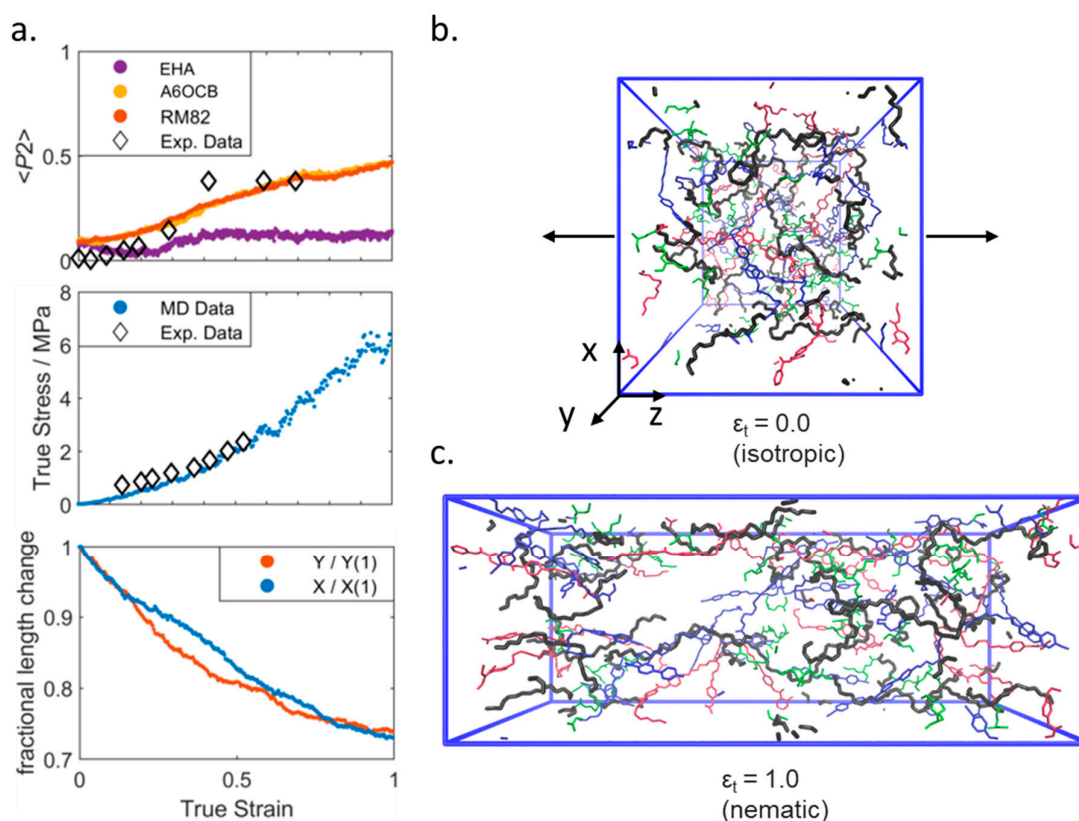 a.
1
EHA
A6OCB
RM82
Exp. Data
<P2>
0.5
0
8
MD Data
Exp. Data
6
True Stress / MPa
4
2
0
1
Y / Y(1)
X / X(1)
fractional length change
0.9
0.8
0.7
0
0.5
1
True Strain
b.
x
y
z
εt = 0.0
(isotropic)
c.
εt = 1.0
(nematic)